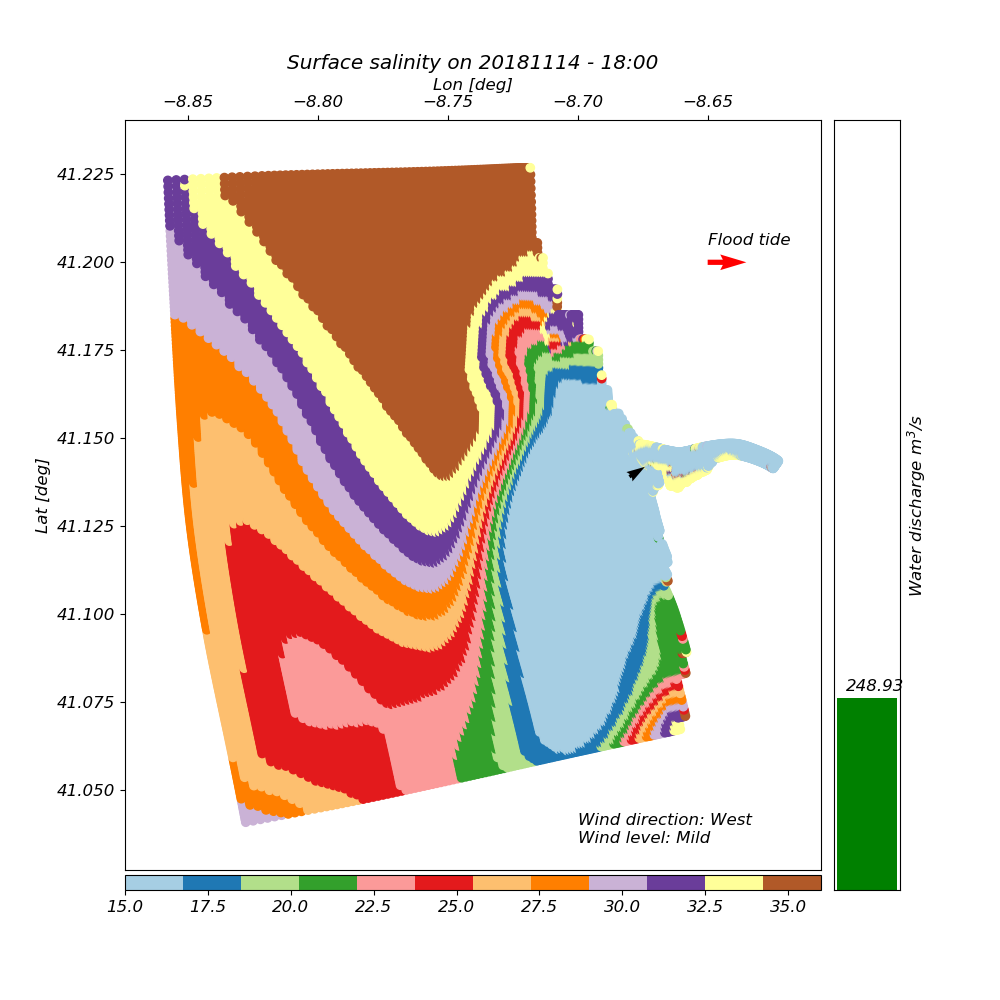 Surface salinity on 20181114 - 18:00
Lon [deg]
−8.85 −8.80 −8.75 −8.70 −8.65
41.225
41.200
41.175
41.150
41.125
41.100
41.075
41.050
Lat [deg]
Flood tide
Wind direction: West
Wind level: Mild
15.0 17.5 20.0 22.5 25.0 27.5 30.0 32.5 35.0
248.93
Water discharge m³/s